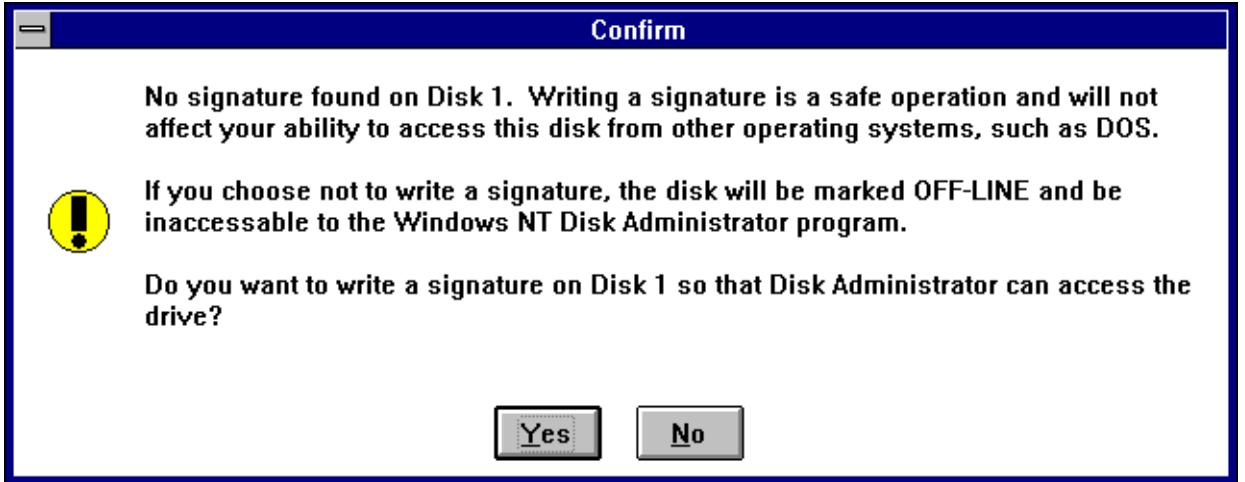 Confirm
No signature found on Disk 1.  Writing a signature is a safe operation and will not
affect your ability to access this disk from other operating systems, such as DOS.
If you choose not to write a signature, the disk will be marked OFF-LINE and be
inaccessable to the Windows NT Disk Administrator program.
Do you want to write a signature on Disk 1 so that Disk Administrator can access the
drive?
Yes No